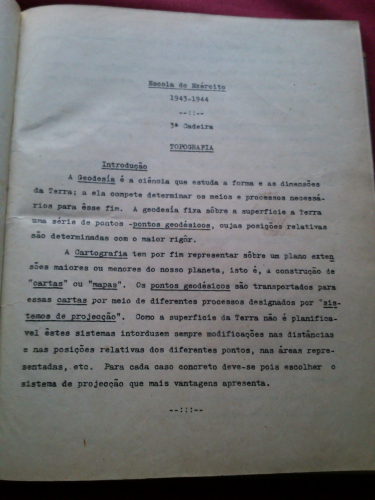 Escola do Exército
1943-1944
--::--
3ª Cadeira
TOPOGRAFIA
Introdução
A Geodesia é a ciência que estuda a forma e as dimensões
da Terra; a ela compete determinar os meios e processos necessá-
rios para êsse fim. A geodesia fixa sôbre a superfície a Terra
uma série de pontos -pontos geodésicos, cujas posições relativas
são determinadas com o maior rigôr.
A Cartografia tem por fim representar sôbre um plano exten
sões maiores ou menores do nosso planeta, isto é, a construção de
"cartas" ou "mapas". Os pontos geodésicos são transportados para
essas cartas por meio de diferentes processos designados por "sis-
temos de projecção". Como a superfície da Terra não é planifica-
vel êstes sistemas intorduzem sempre modificações nas distâncias
e nas posições relativas dos diferentes pontos, nas áreas repre-
sentadas, etc. Para cada caso concreto deve-se pois escolher o
sistema de projecção que mais vantagens apresenta.
--:::--